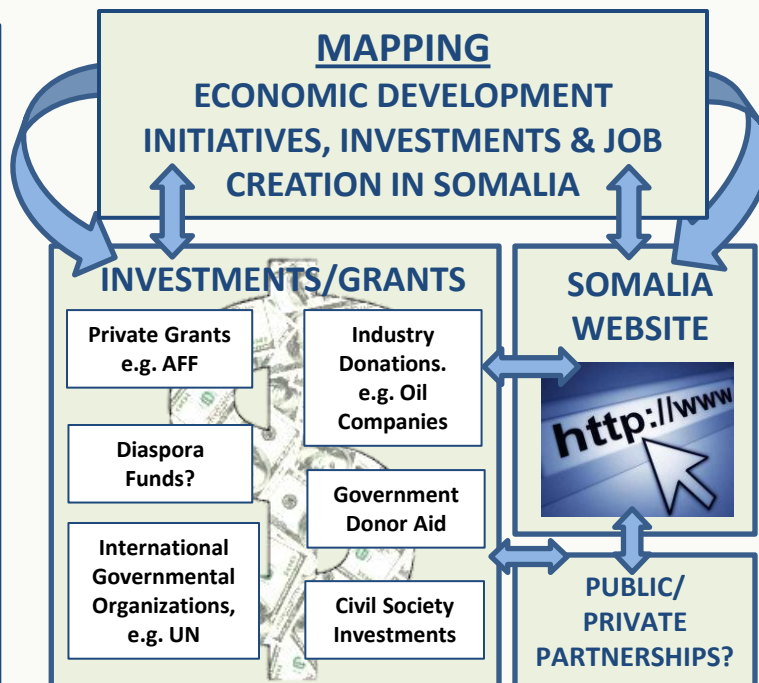 MAPPING
ECONOMIC DEVELOPMENT
INITIATIVES, INVESTMENTS & JOB
CREATION IN SOMALIA
INVESTMENTS/GRANTS
Private Grants
e.g. AFF
Industry
Donations.
e.g. Oil
Companies
Diaspora
Funds?
Government
Donor Aid
International
Governmental
Organizations,
e.g. UN
Civil Society
Investments
SOMALIA
WEBSITE
http://www
PUBLIC/
PRIVATE
PARTNERSHIPS?